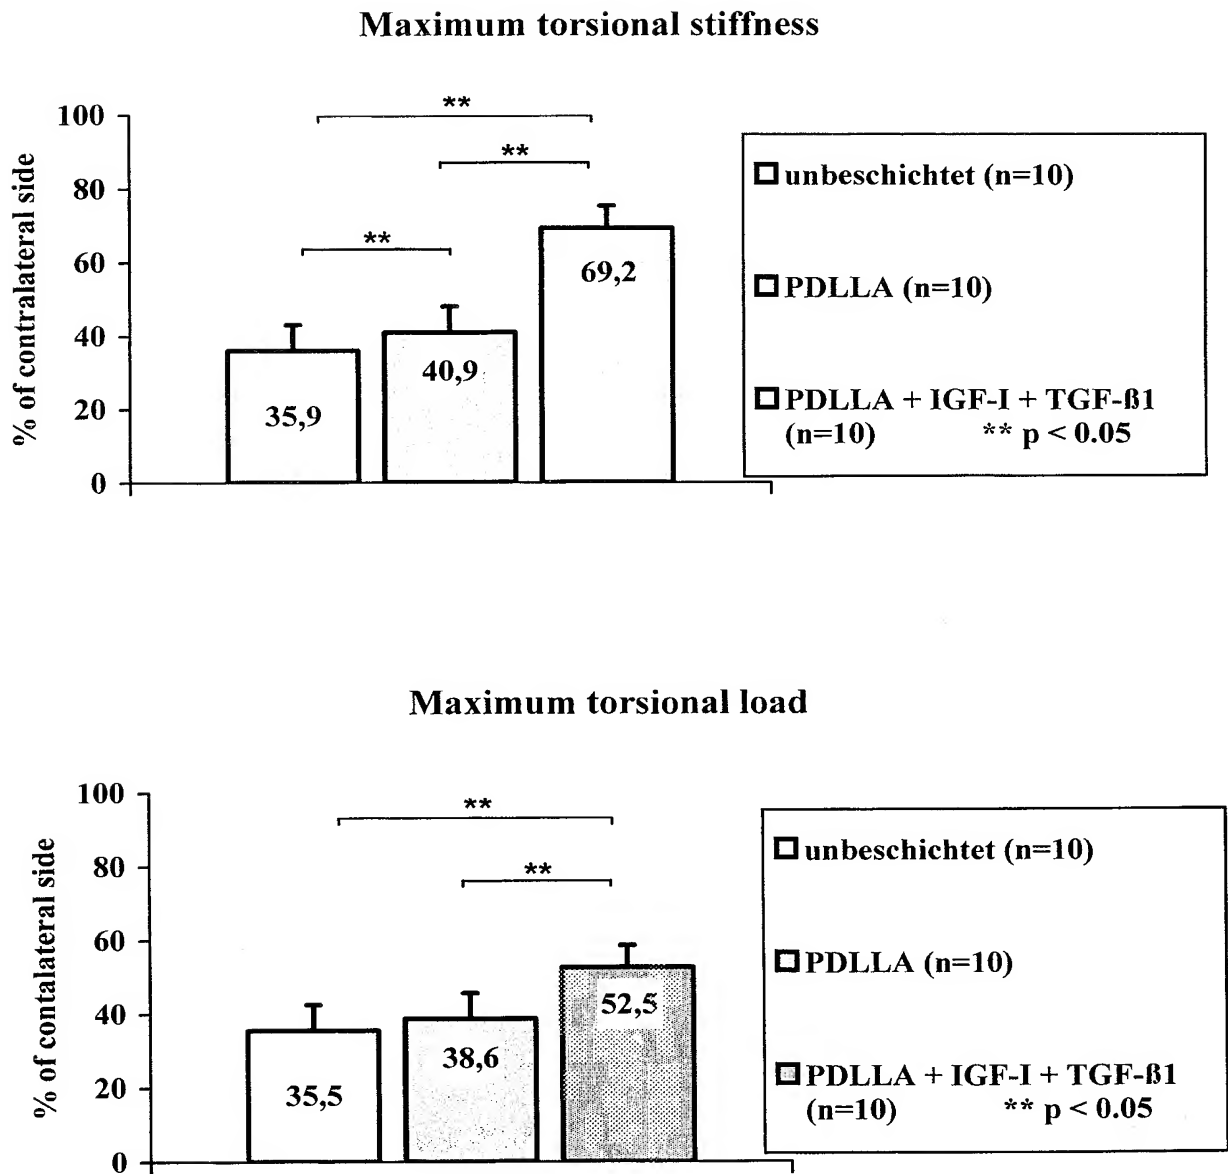 Maximum torsional stiffness
% of contralateral side
100
80
60
40
20
0
**
**
**
35,9
40,9
69,2
unbeschichtet (n=10)
PDLLA (n=10)
PDLLA + IGF-I + TGF-ß1
(n=10) ** p < 0.05
Maximum torsional load
% of contalateral side
100
80
60
40
20
0
**
**
35,5
38,6
52,5
unbeschichtet (n=10)
PDLLA (n=10)
PDLLA + IGF-I + TGF-ß1
(n=10) ** p < 0.05